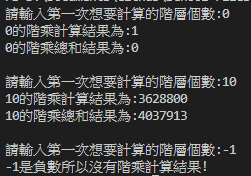 請輸入第一次想要計算的階層個數:0
0的階乘計算結果為:1
0的階乘總和結果為:0
請輸入第一次想要計算的階層個數:10
10的階乘計算結果為:3628800
10的階乘總和結果為:4037913
請輸入第一次想要計算的階層個數:-1
-1是負數所以沒有階乘計算結果!